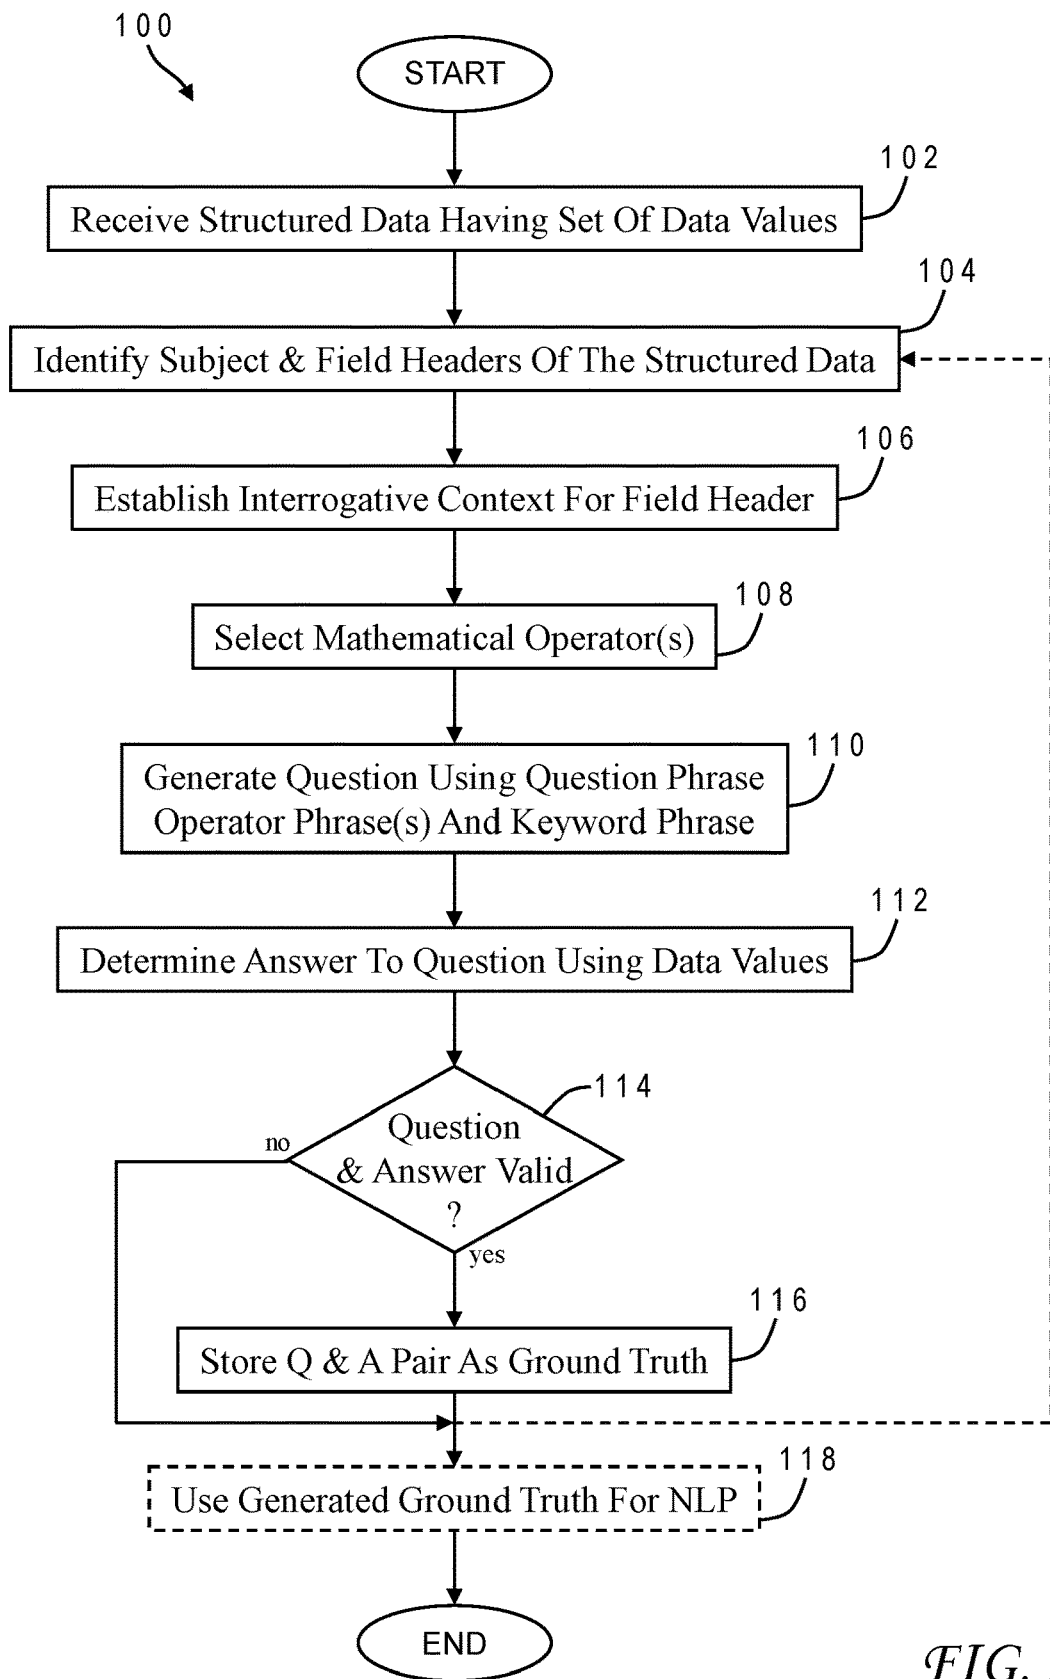 100
START
102
Receive Structured Data Having Set Of Data Values
104
Identify Subject & Field Headers Of The Structured Data
106
Establish Interrogative Context For Field Header
108
Select Mathematical Operator(s)
110
Generate Question Using Question Phrase
Operator Phrase(s) And Keyword Phrase
112
Determine Answer To Question Using Data Values
114
Question
& Answer Valid
?
no
yes
116
Store Q & A Pair As Ground Truth
118
Use Generated Ground Truth For NLP
END
FIG.